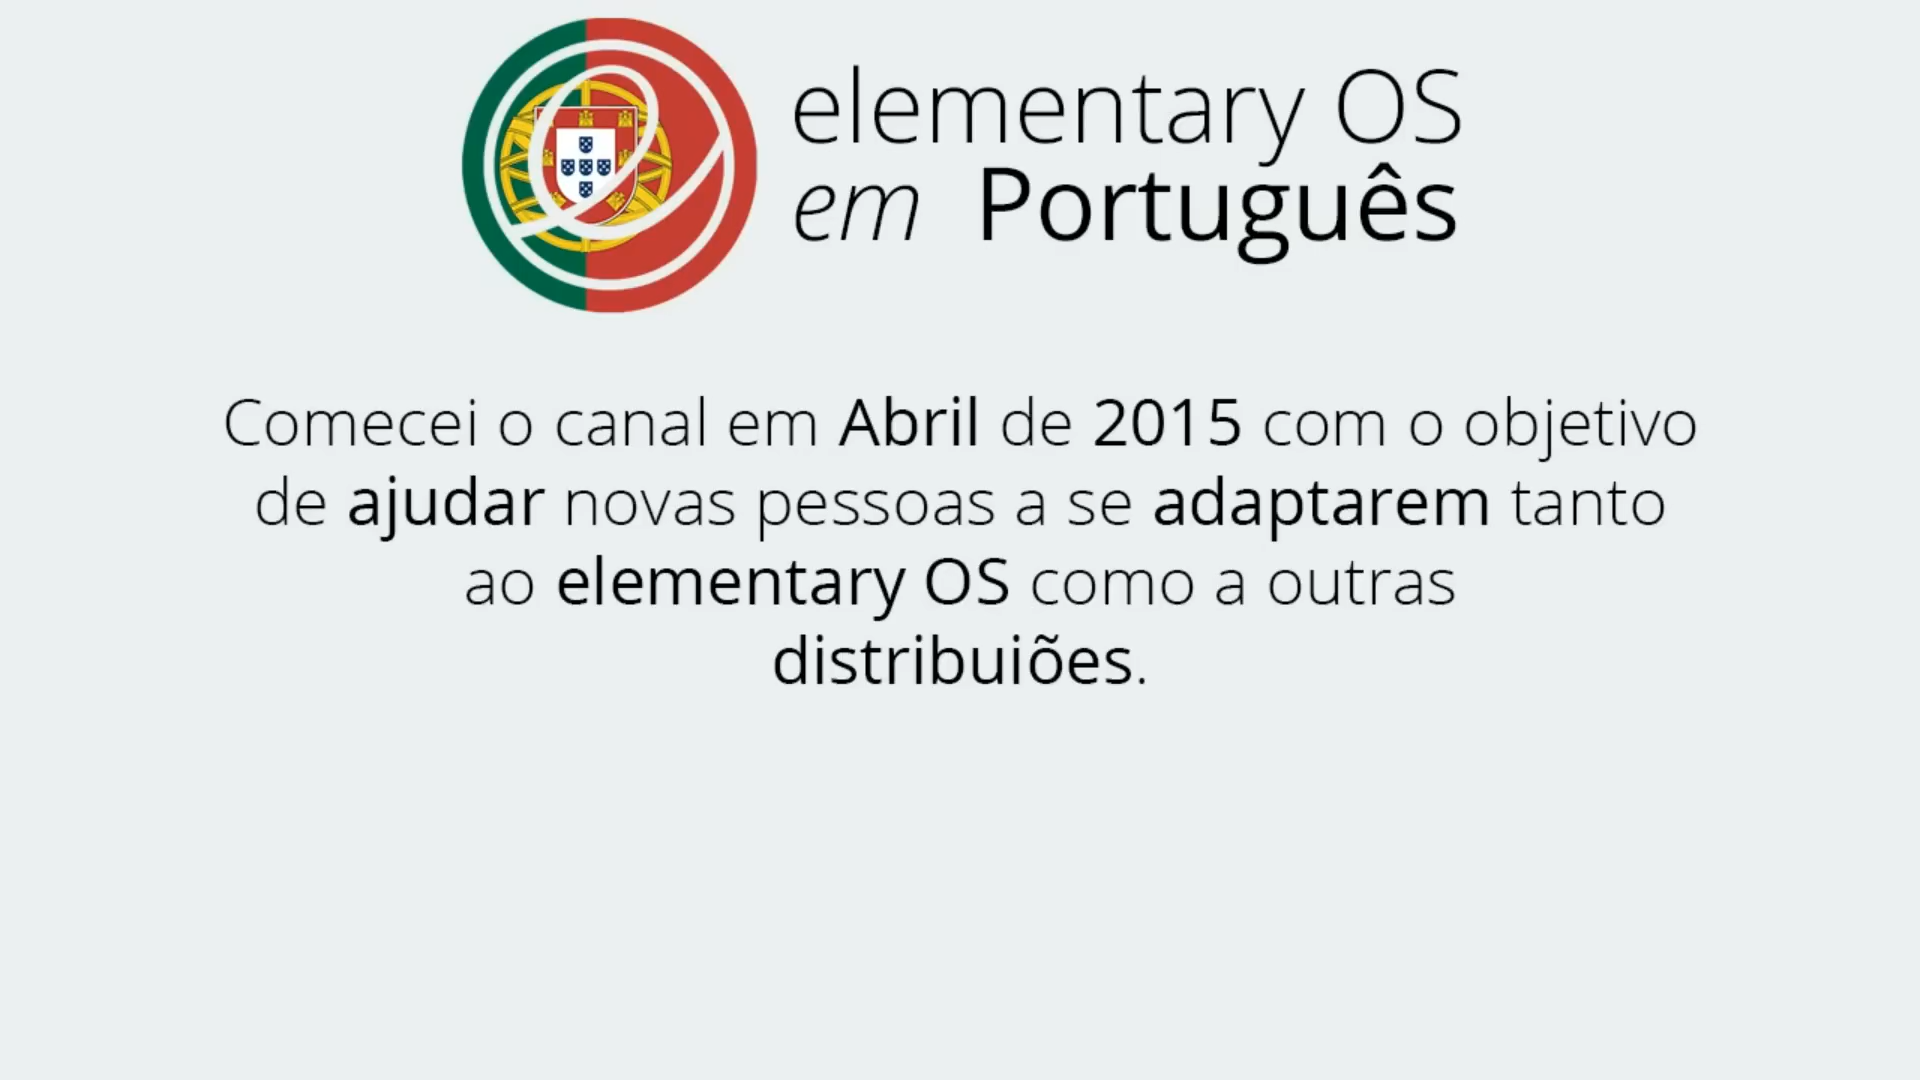 elementary OS
em Português
Comecei o canal em Abril de 2015 com o objetivo
de ajudar novas pessoas a se adaptarem tanto
ao elementary OS como a outras
distribuiões.